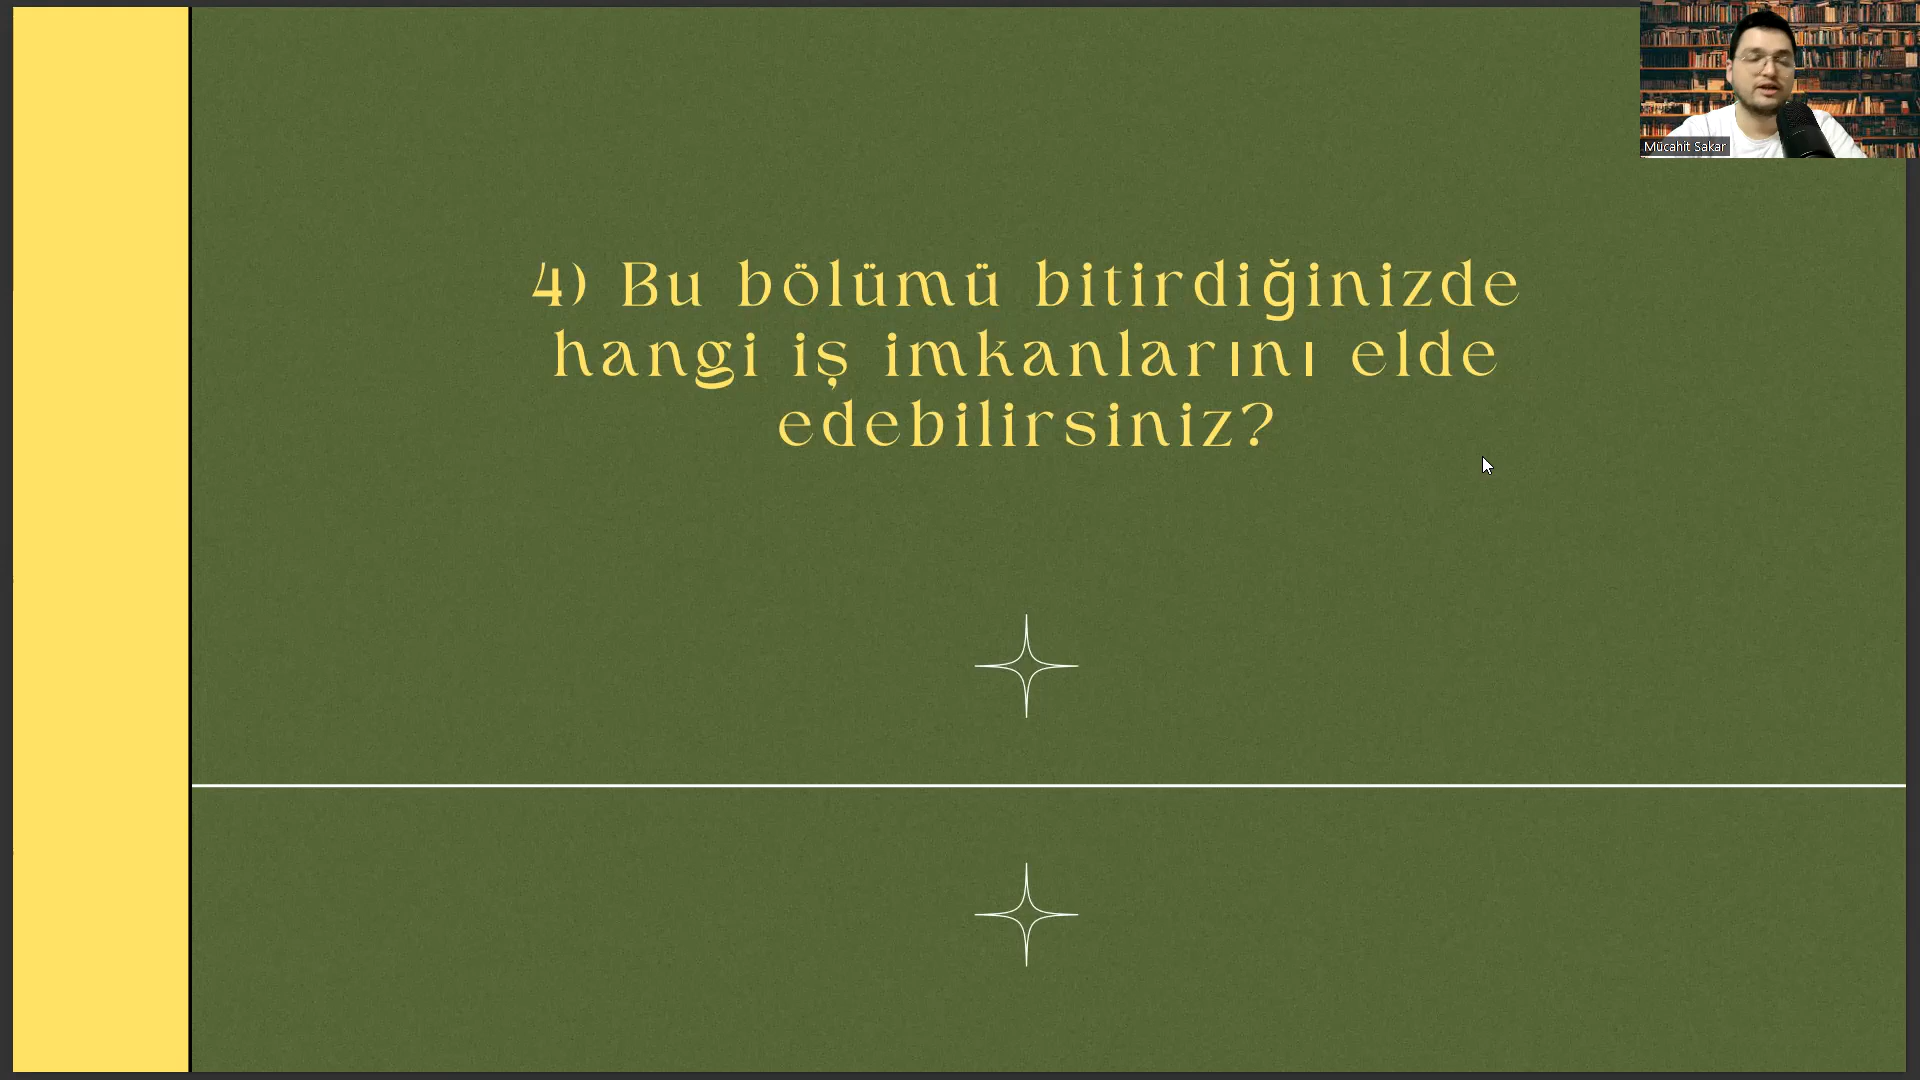 4) Bu bölümü bitirdiğinizde
hangi iş imkanlarını elde
edebilirsiniz?
Mücahit Sakar